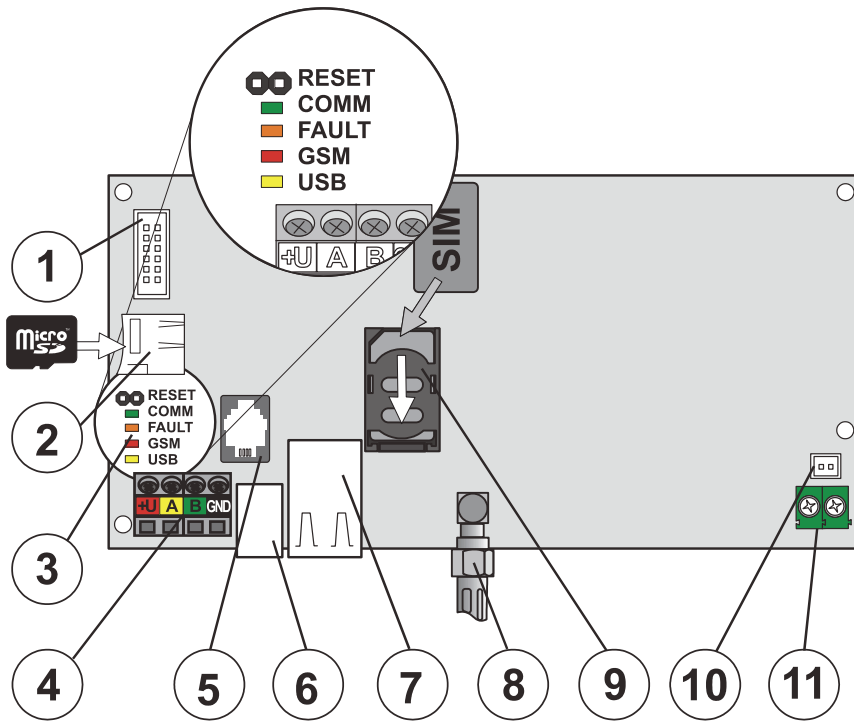 RESET
COMM
FAULT
GSM
USB
+U A B
SIM
1
Micro
SD
2
RESET
COMM
FAULT
GSM
USB
+U A B GND
3
4 5 6 7 8 9 10 11